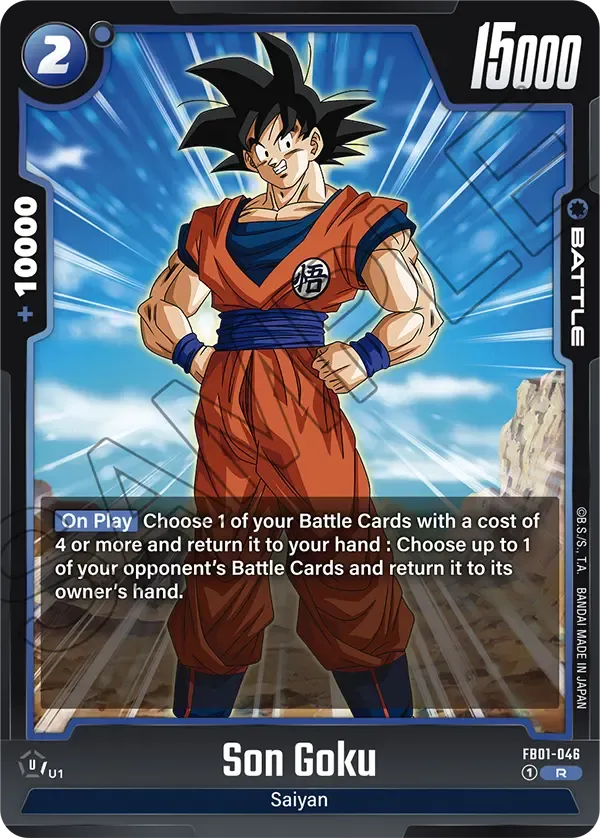 2
15000
+ 10000
BATTLE
悟
SAMPLE
On Play Choose 1 of your Battle Cards with a cost of
4 or more and return it to your hand : Choose up to 1
of your opponent's Battle Cards and return it to its
owner's hand.
©B.S./S., T.A. BANDAI MADE IN JAPAN
U/U1
Son Goku
FB01-046
1 R
Saiyan